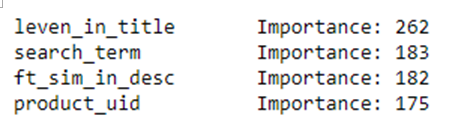 leven_in_title Importance: 262
search_term Importance: 183
ft_sim_in_desc Importance: 182
product_uid Importance: 175